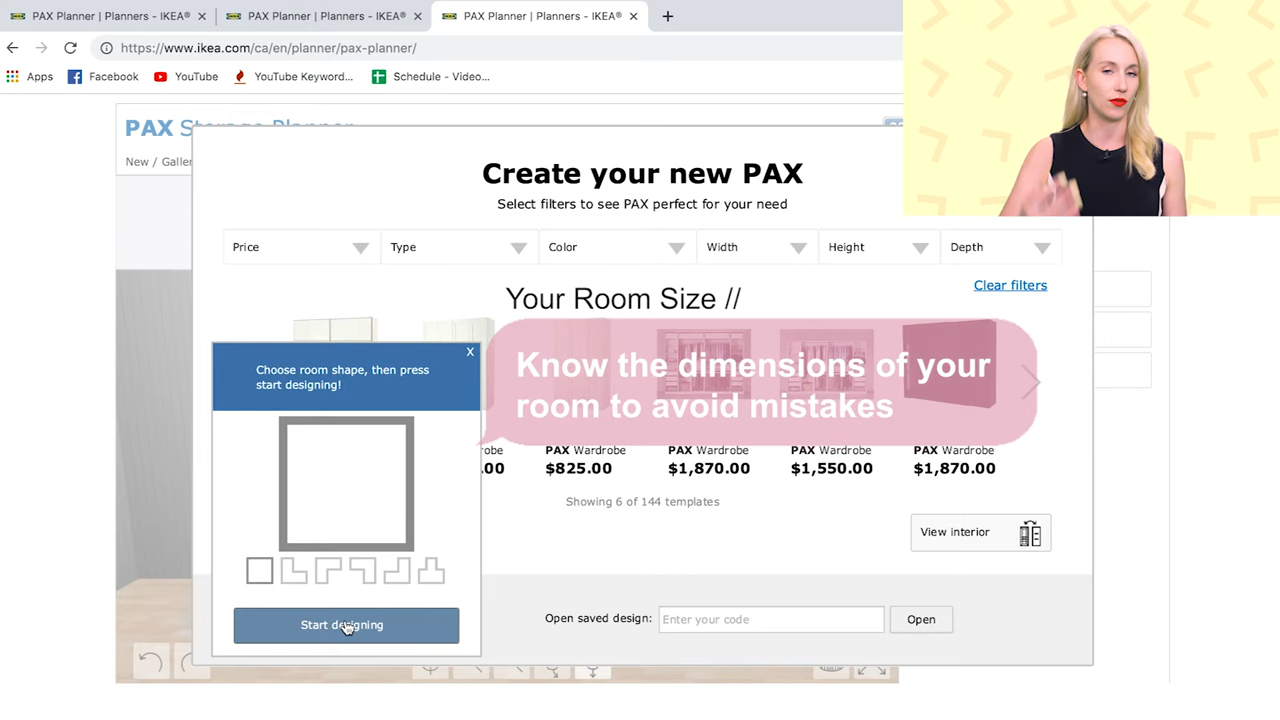 PAX Planner | Planners - IKEA®
PAX Planner | Planners - IKEA®
PAX Planner | Planners - IKEA®
https://www.ikea.com/ca/en/planner/pax-planner/
Apps
Facebook
YouTube
YouTube Keyword...
Schedule - Video...
PAX Storage Planner
New / Galler
Create your new PAX
Select filters to see PAX perfect for your need
Price
Type
Color
Width
Height
Depth
Clear filters
Your Room Size //
Know the dimensions of your
room to avoid mistakes
X
Choose room shape, then press
start designing!
robe
PAX Wardrobe
PAX Wardrobe
PAX Wardrobe
PAX Wardrobe
.00
$825.00
$1,870.00
$1,550.00
$1,870.00
Showing 6 of 144 templates
View interior
Start designing
Open saved design:
Enter your code
Open